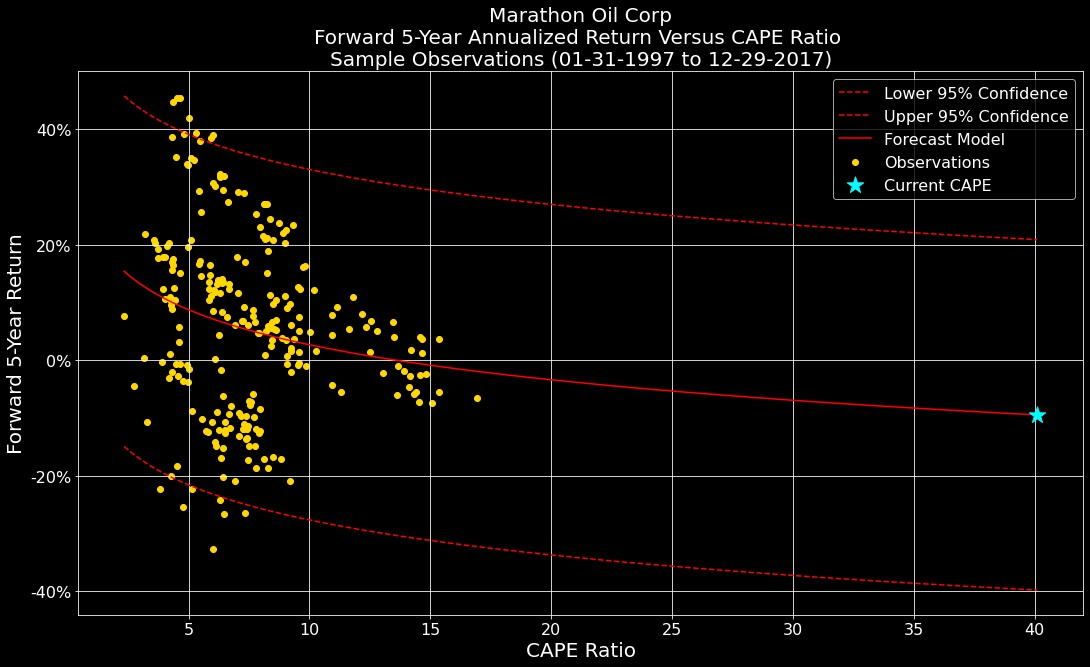 Marathon Oil Corp
Forward 5-Year Annualized Return Versus CAPE Ratio
Sample Observations (01-31-1997 to 12-29-2017)
Lower 95% Confidence
Upper 95% Confidence
Forecast Model
Observations
Current CAPE
Forward 5-Year Return
40%
20%
0%
-20%
-40%
5 10 15 20 25 30 35 40
CAPE Ratio